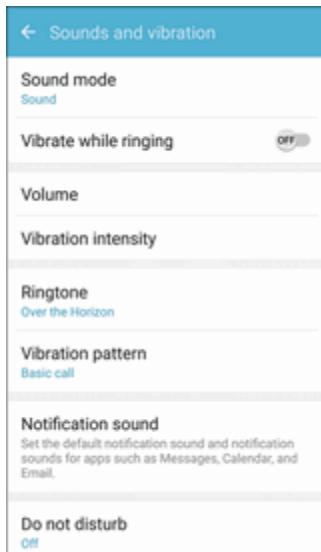 Sounds and vibration
Sound mode
Sound
Vibrate while ringing
OFF
Volume
Vibration intensity
Ringtone
Over the Horizon
Vibration pattern
Basic call
Notification sound
Set the default notification sound and notification
sounds for apps such as Messages, Calendar, and
Email.
Do not disturb
Off